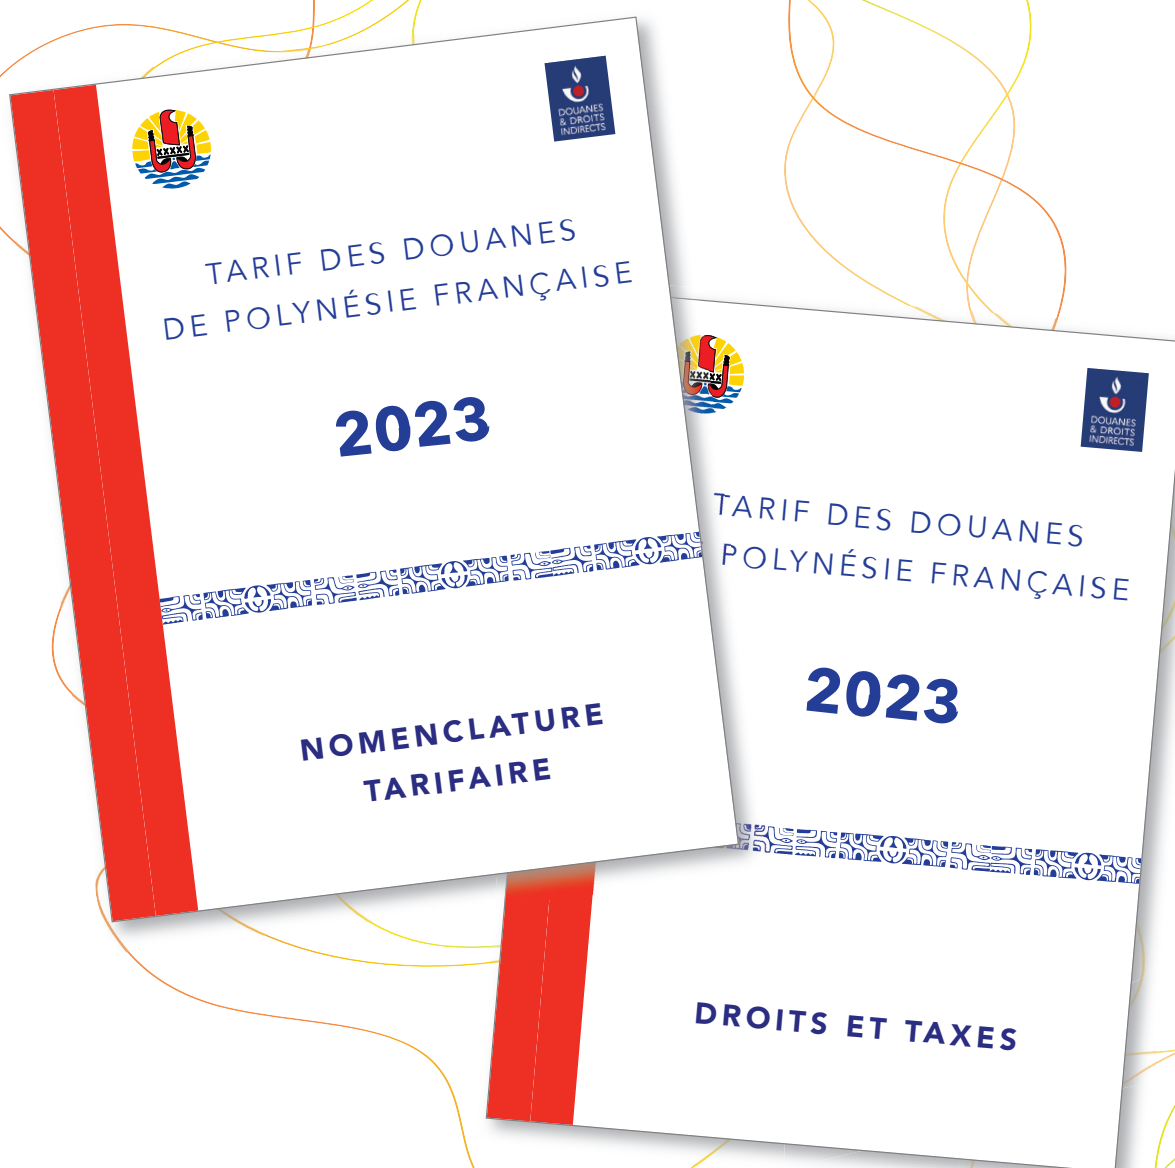 DOUANES
& DROITS
INDIRECTS
TARIF DES DOUANES
DE POLYNÉSIE FRANÇAISE
2023
NOMENCLATURE
TARIFAIRE
DOUANES
& DROITS
INDIRECTS
TARIF DES DOUANES
POLYNÉSIE FRANÇAISE
2023
DROITS ET TAXES